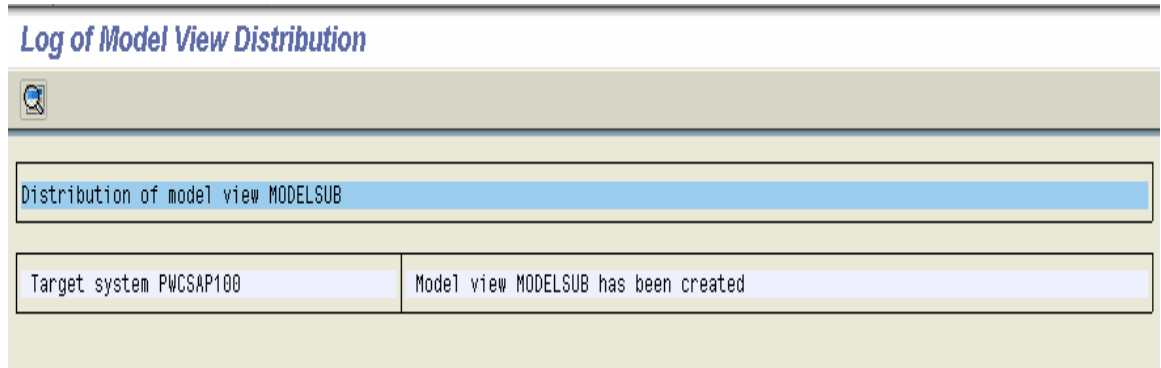 Log of Model View Distribution
Distribution of model view MODELSUB
Target system PWCSAP100 Model view MODELSUB has been created